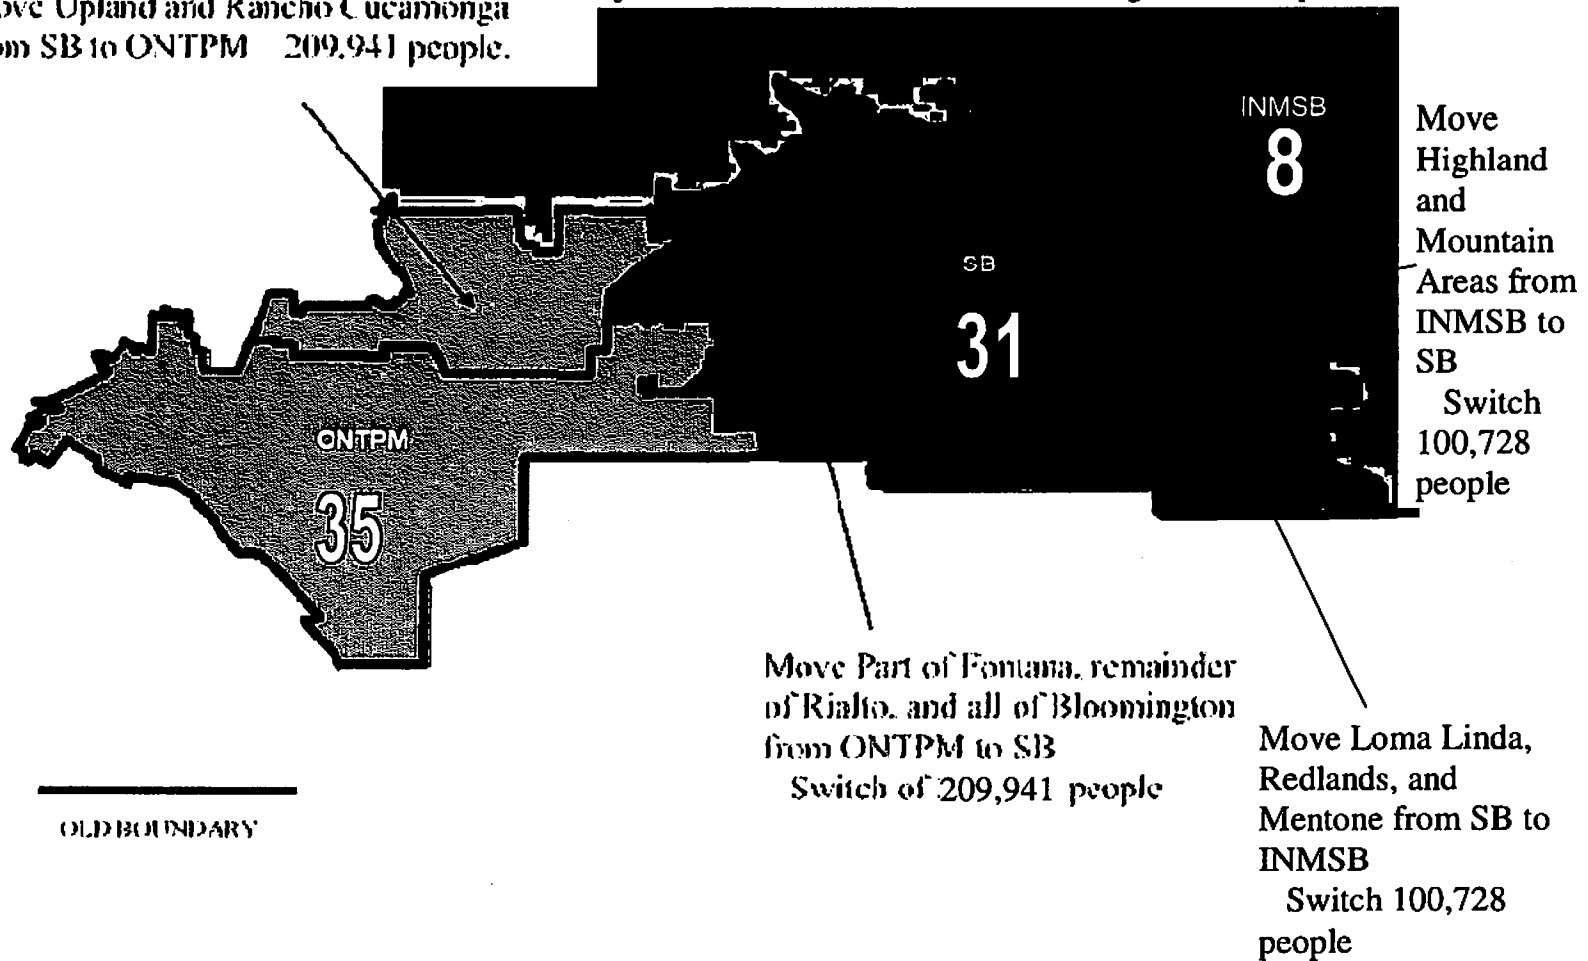 Upland and Rancho Cucamonga
SB to ONTPM 209,941 people.
INMSB
8
Move
Highland
and
Mountain
Areas from
INMSB to
SB
Switch
100,728
people
SB
31
ONTPM
35
Move Part of Fontana, remainder
of Rialto, and all of Bloomington
from ONTPM to SB
Switch of 209,941 people
Move Loma Linda,
Redlands, and
Mentone from SB to
INMSB
Switch 100,728
people
OLD BOUNDARY